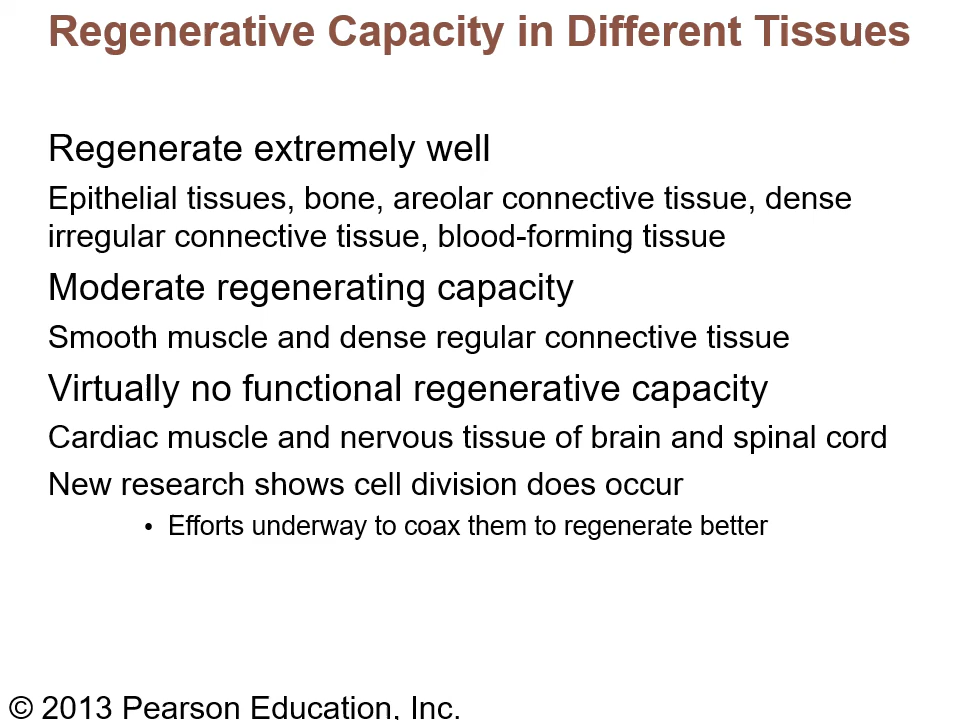 Regenerative Capacity in Different Tissues
Regenerate extremely well
Epithelial tissues, bone, areolar connective tissue, dense
irregular connective tissue, blood-forming tissue
Moderate regenerating capacity
Smooth muscle and dense regular connective tissue
Virtually no functional regenerative capacity
Cardiac muscle and nervous tissue of brain and spinal cord
New research shows cell division does occur
• Efforts underway to coax them to regenerate better
© 2013 Pearson Education, Inc.